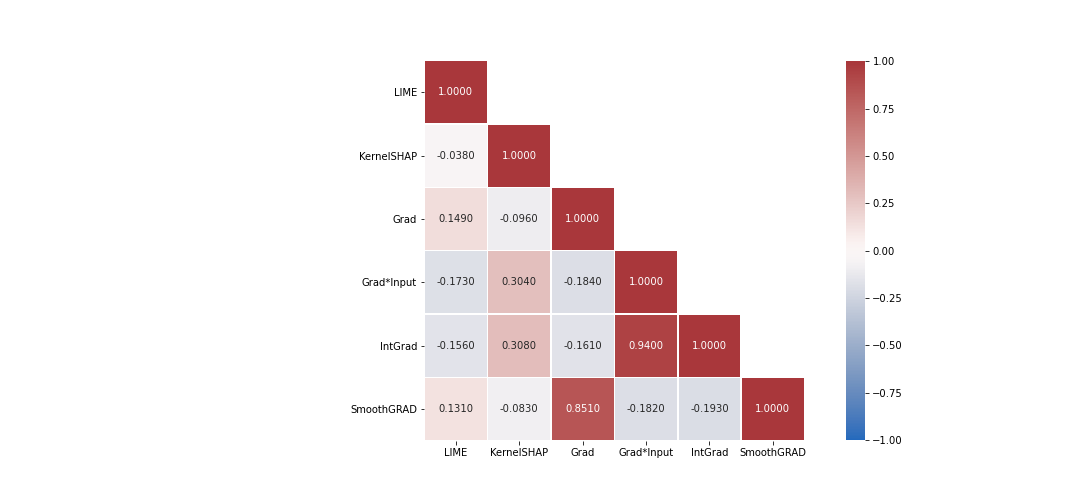 1.00
LIME 1.0000
0.75
KernelSHAP -0.0380 1.0000
0.50
Grad 0.1490 -0.0960 1.0000
0.25
0.00
Grad*Input -0.1730 0.3040 -0.1840 1.0000
−0.25
IntGrad -0.1560 0.3080 -0.1610 0.9400 1.0000
−0.50
−0.75
SmoothGRAD 0.1310 -0.0830 0.8510 -0.1820 -0.1930 1.0000
−1.00
LIME KernelSHAP Grad Grad*Input IntGrad SmoothGRAD